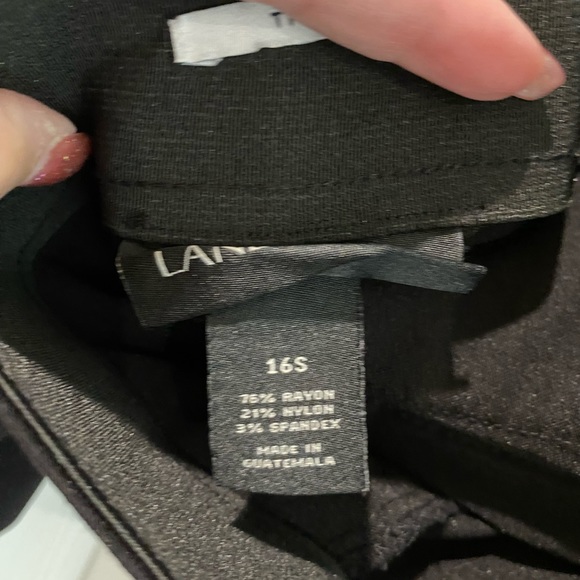 16S
76% RAYON
21% NYLON
3% SPANDEX
MADE IN
GUATEMALA